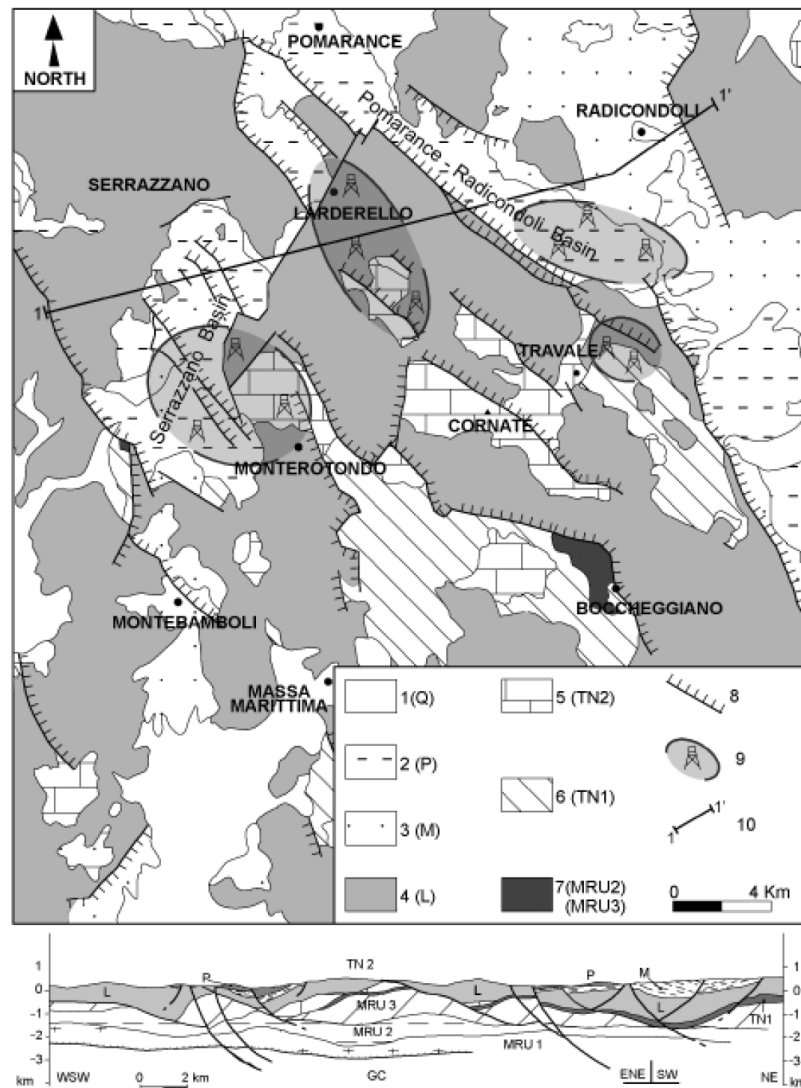 POMARANCE
NORTH
RADICONDOLI
1'
Pomarance - Radicondoli Basin
SERRAZZANO
LARDERELLO
1
Serrazzano Basin
TRAVALE
CORNATE
MONTEROTONDO
BOCCHEGGIANO
MONTEBAMBOLI
MASSA
MARITTIMA
1(Q)
5 (TN2)
8
2 (P)
9
3 (M)
6 (TN1)
1 1' 10
4 (L)
7(MRU2)
(MRU3)
0 4 Km
1 P TN 2 P M 1
0 L L L 0
-1 MRU 3 TN1 -1
-2 MRU 2 MRU 1 -2
-3 -3
km WSW 0 2 km GC ENE SW NE km